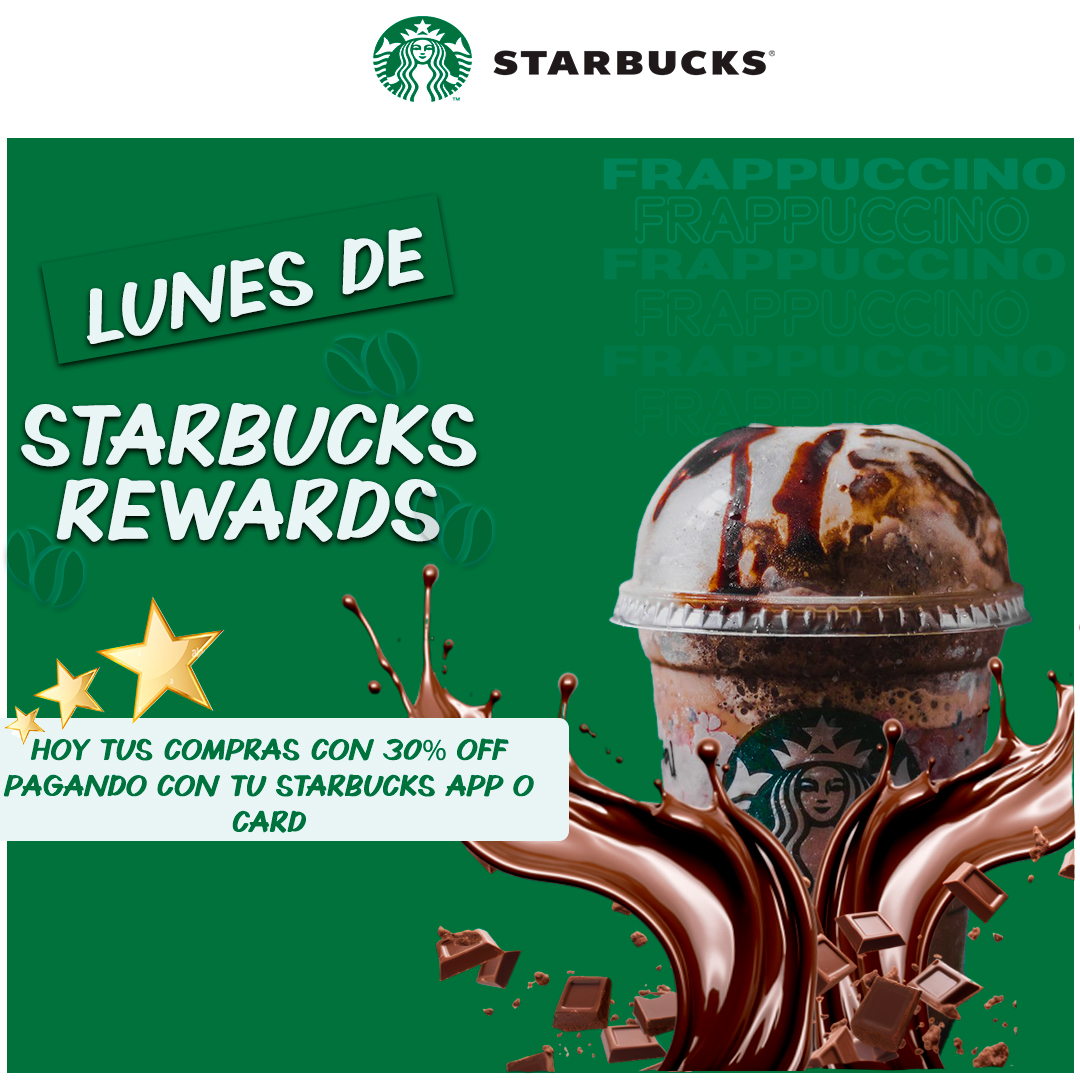 STARBUCKS®
FRAPPUCCINO
FRAPPUCCINO
FRAPPUCCINO
FRAPPUCCINO
FRAPPUCCINO
FRAPPUCCINO
LUNES DE
STARBUCKS
REWARDS
HOY TUS COMPRAS CON 30% OFF
PAGANDO CON TU STARBUCKS APP O
CARD